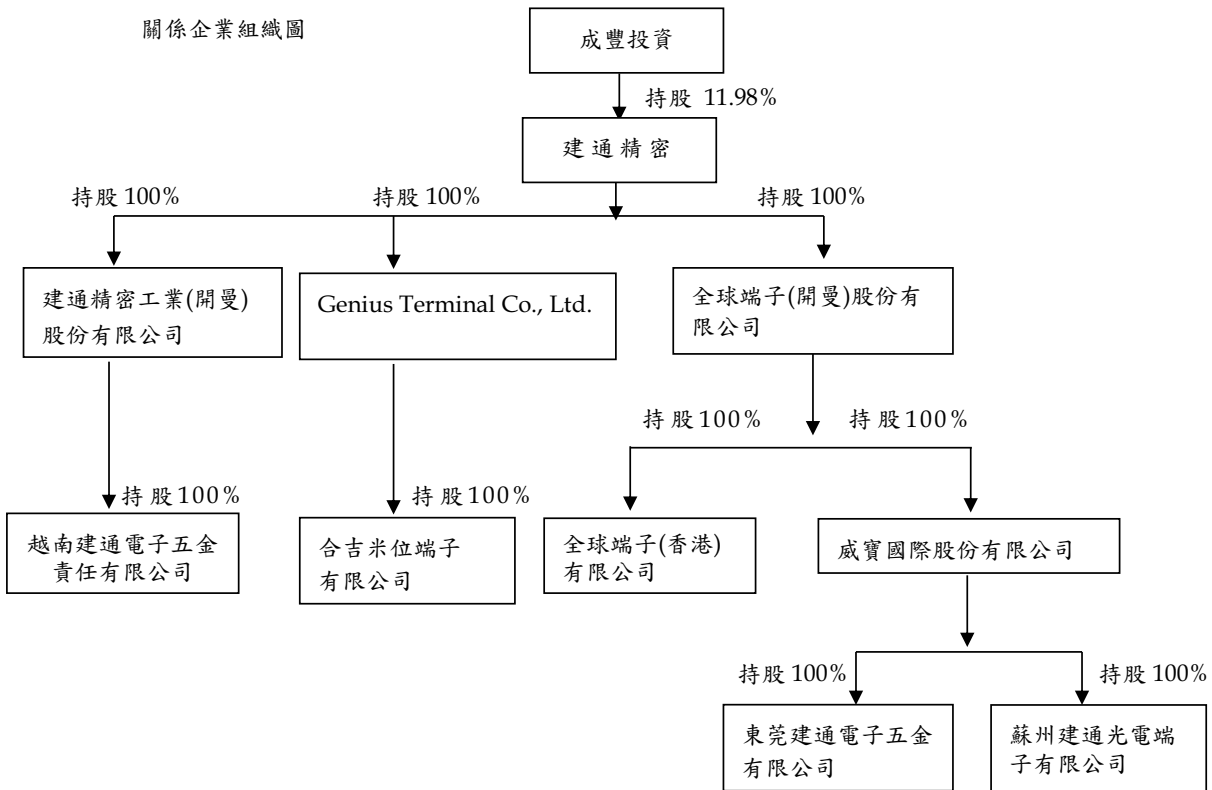 關係企業組織圖
成豐投資
持股 11.98%
建通精密
持股 100%
持股 100%
持股 100%
建通精密工業(開曼)
股份有限公司
Genius Terminal Co., Ltd.
全球端子(開曼)股份有
限公司
持股 100%
持股 100%
持股 100%
持股 100%
越南建通電子五金
責任有限公司
合吉米位端子
有限公司
全球端子(香港)
有限公司
威寶國際股份有限公司
持股 100%
持股 100%
東莞建通電子五金
有限公司
蘇州建通光電端
子有限公司